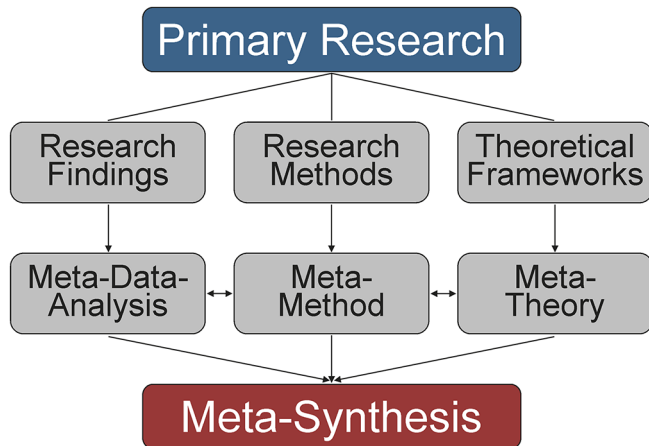 Primary Research
Research
Findings
Research
Methods
Theoretical
Frameworks
Meta-Data-
Analysis
Meta-
Method
Meta-
Theory
Meta-Synthesis